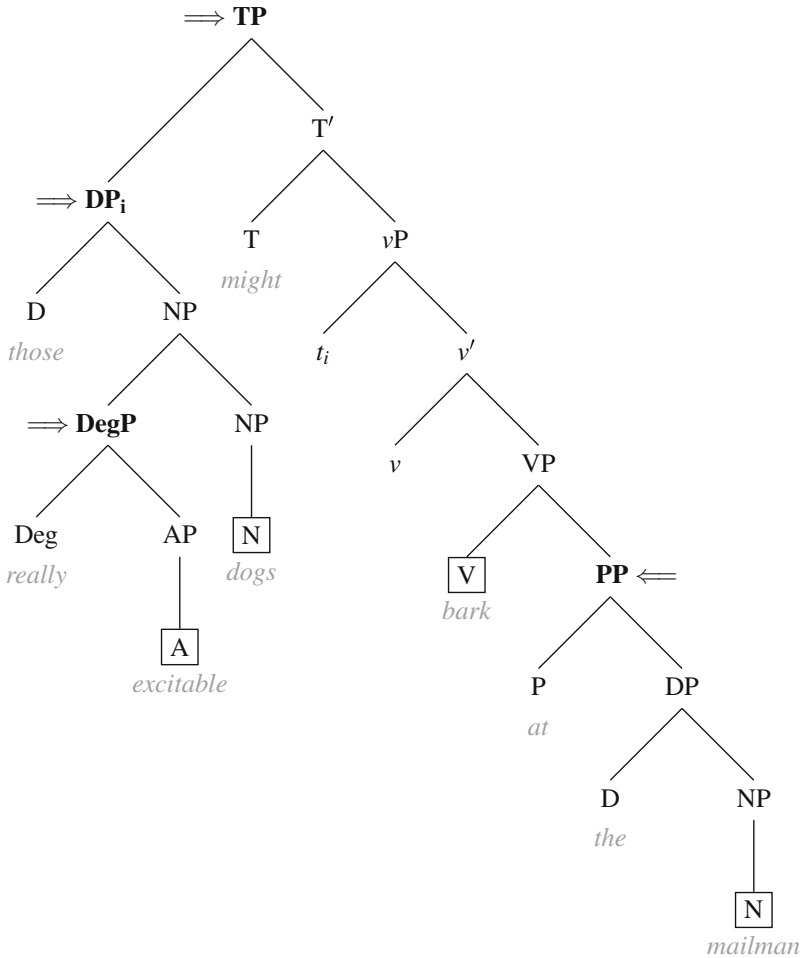 ⟹ TP
T′
⟹ DPᵢ T vP
might
D NP tᵢ v′
those
⟹ DegP NP v VP
Deg AP N V PP ⟸
really dogs bark
A P DP
excitable at
D NP
the
N
mailman